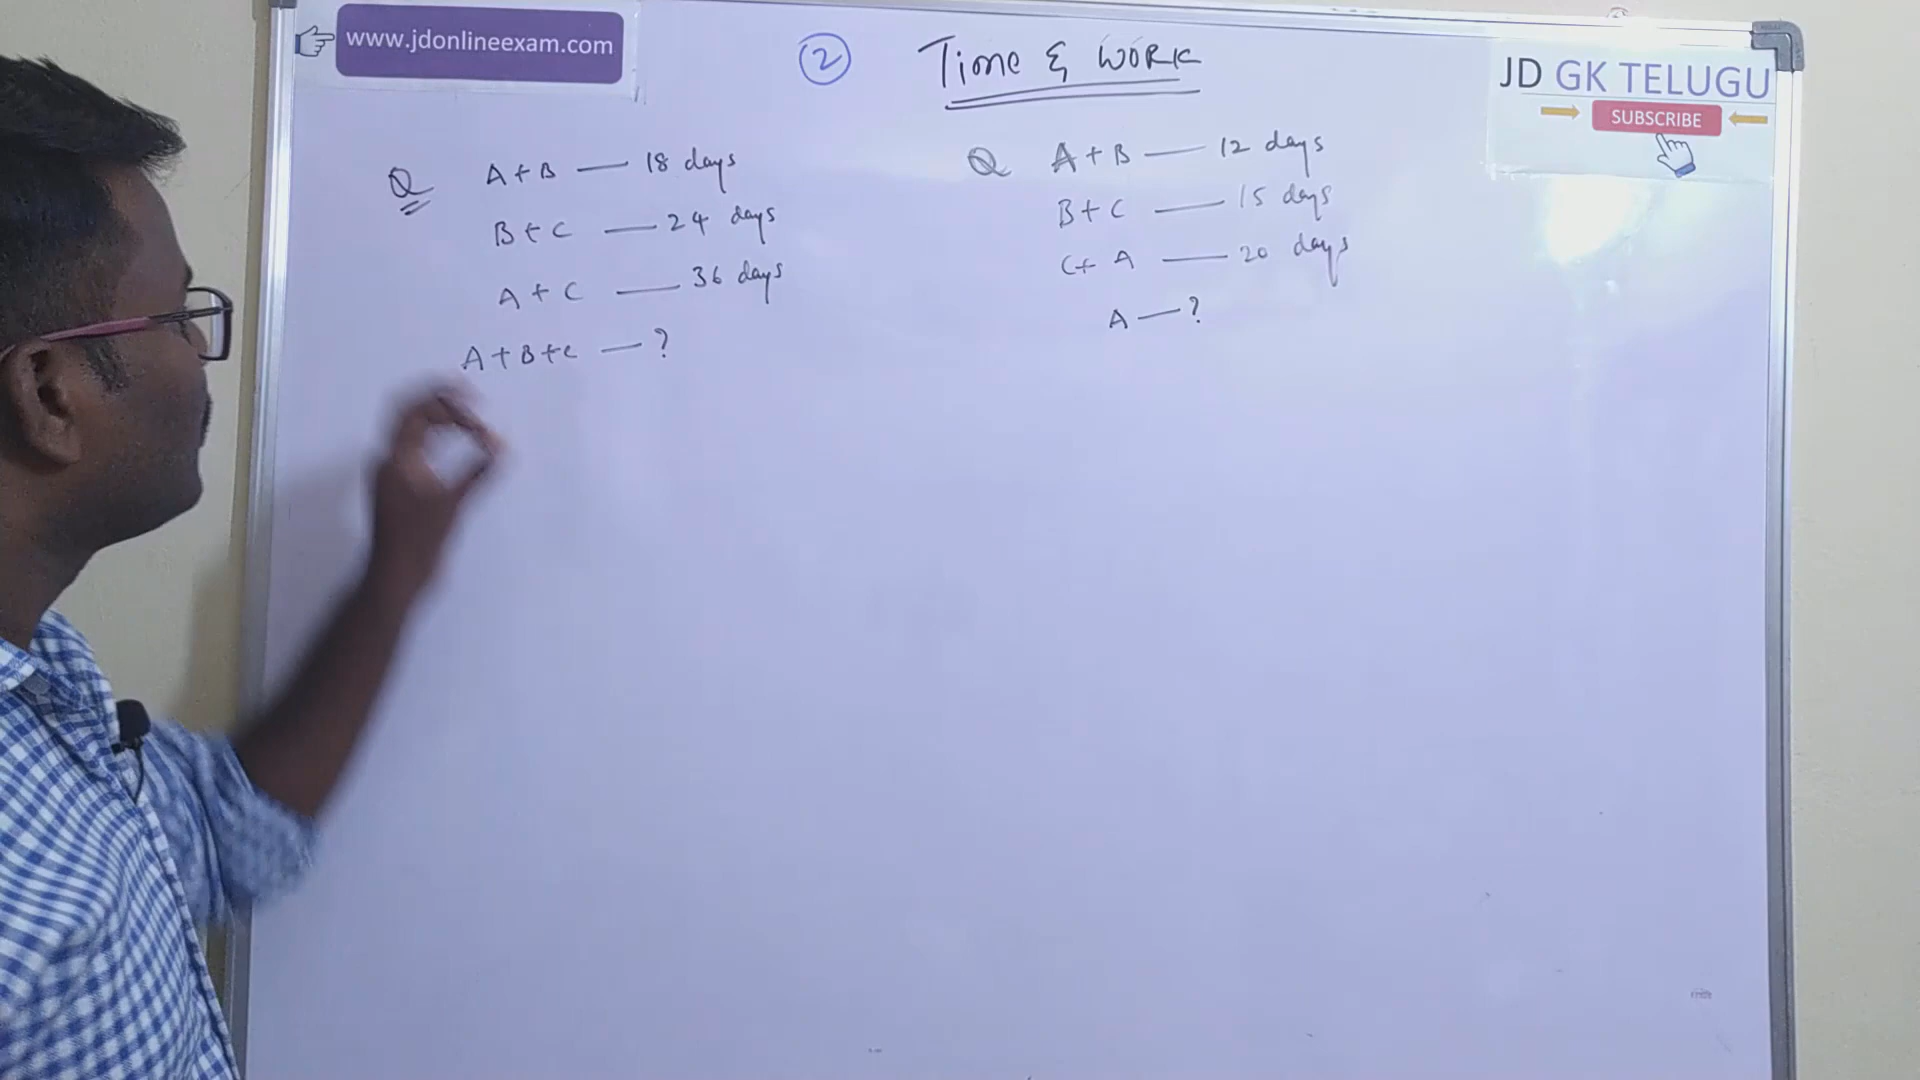 www.jdonlineexam.com
2 Time & WORK
JD GK TELUGU
SUBSCRIBE
Q A+B — 18 days
B+C — 24 days
A+C — 36 days
A+B+C — ?
Q A+B — 12 days
B+C — 15 days
C+A — 20 days
A — ?